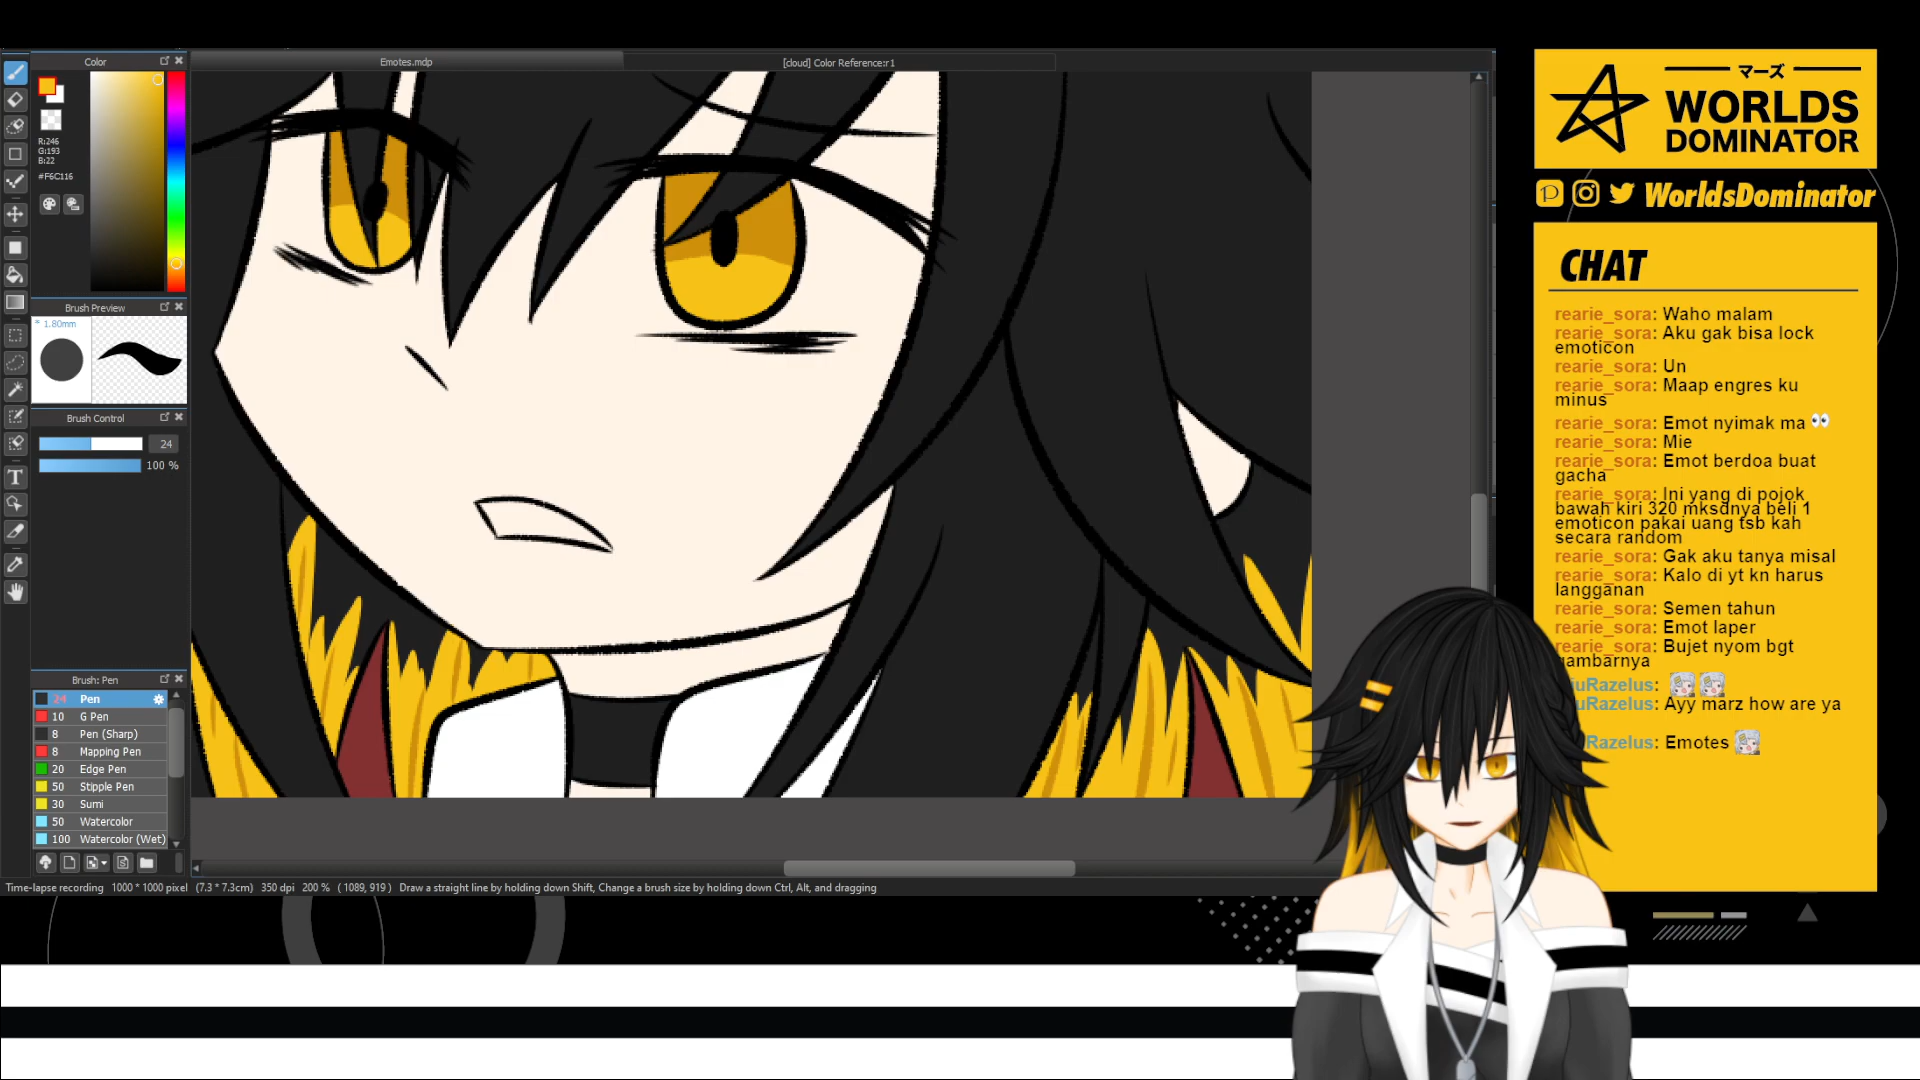 Color
Emotes.mdp
[cloud] Color Reference:r1
R:246
G:193
B:22
#F6C116
Brush Preview
* 1.80mm
Brush Control
24
100 %
Brush: Pen
24 Pen
10 G Pen
8 Pen (Sharp)
8 Mapping Pen
20 Edge Pen
50 Stipple Pen
30 Sumi
50 Watercolor
100 Watercolor (Wet)
Time-lapse recording 1000 * 1000 pixel (7.3 * 7.3cm) 350 dpi 200 % ( 1089, 919 ) Draw a straight line by holding down Shift, Change a brush size by holding down Ctrl, Alt, and dragging
マーズ
WORLDS
DOMINATOR
WorldsDominator
CHAT
rearie_sora: Waho malam
rearie_sora: Aku gak bisa lock
emoticon
rearie_sora: Un
rearie_sora: Maap engres ku
minus
rearie_sora: Emot nyimak ma 👀
rearie_sora: Mie
rearie_sora: Emot berdoa buat
gacha
rearie_sora: Ini yang di pojok
bawah kiri 320 mksdnya beli 1
emoticon pakai uang tsb kah
secara random
rearie_sora: Gak aku tanya misal
rearie_sora: Kalo di yt kn harus
langganan
rearie_sora: Semen tahun
rearie_sora: Emot laper
rearie_sora: Bujet nyom bgt
gambarnya
uRazelus:
uRazelus: Ayy marz how are ya
Razelus: Emotes